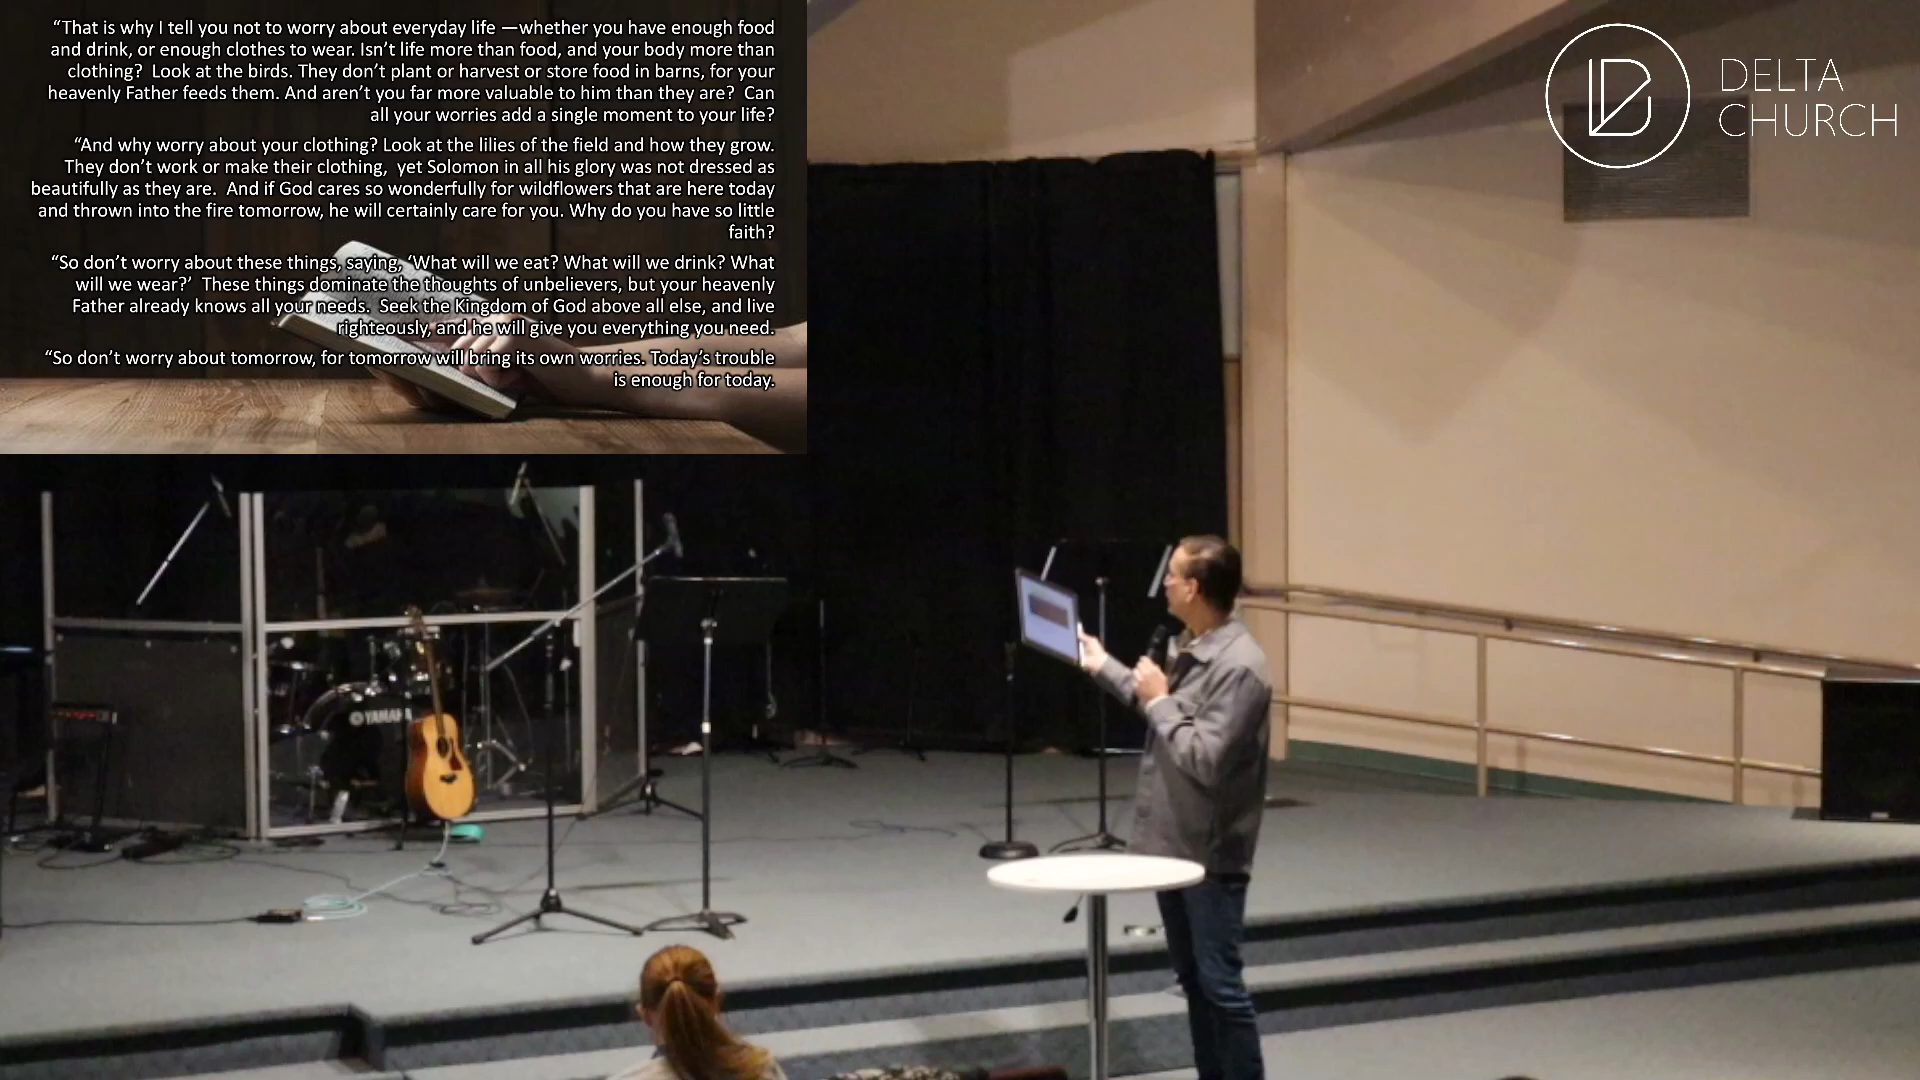 “That is why I tell you not to worry about everyday life —whether you have enough food
and drink, or enough clothes to wear. Isn’t life more than food, and your body more than
clothing?  Look at the birds. They don’t plant or harvest or store food in barns, for your
heavenly Father feeds them. And aren’t you far more valuable to him than they are?  Can
all your worries add a single moment to your life?
“And why worry about your clothing? Look at the lilies of the field and how they grow.
They don’t work or make their clothing,  yet Solomon in all his glory was not dressed as
beautifully as they are.  And if God cares so wonderfully for wildflowers that are here today
and thrown into the fire tomorrow, he will certainly care for you. Why do you have so little
faith?
“So don’t worry about these things, saying, ‘What will we eat? What will we drink? What
will we wear?’  These things dominate the thoughts of unbelievers, but your heavenly
Father already knows all your needs.  Seek the Kingdom of God above all else, and live
righteously, and he will give you everything you need.
“So don’t worry about tomorrow, for tomorrow will bring its own worries. Today’s trouble
is enough for today.
DELTA
CHURCH
YAMAHA